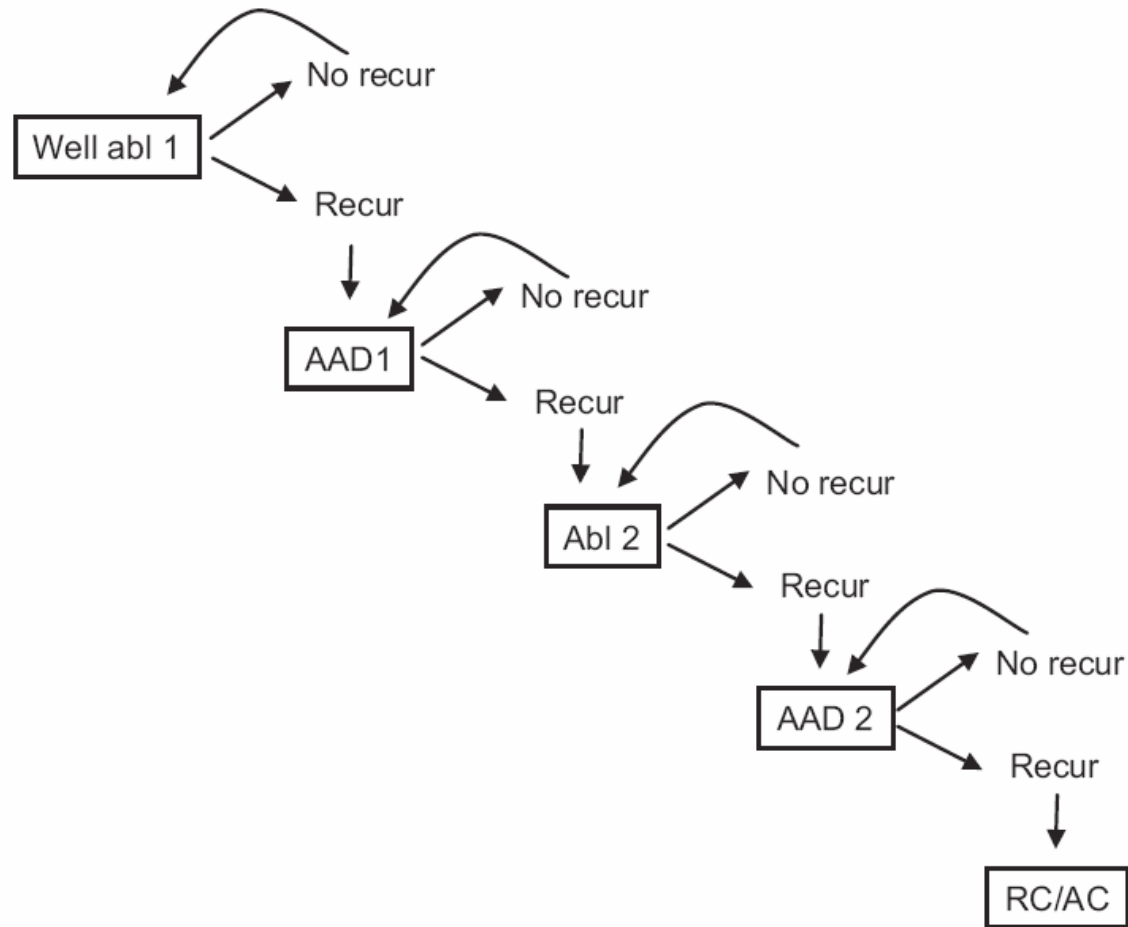 No recur
Well abl 1
Recur
No recur
AAD1
Recur
No recur
Abl 2
Recur
No recur
AAD 2
Recur
RC/AC